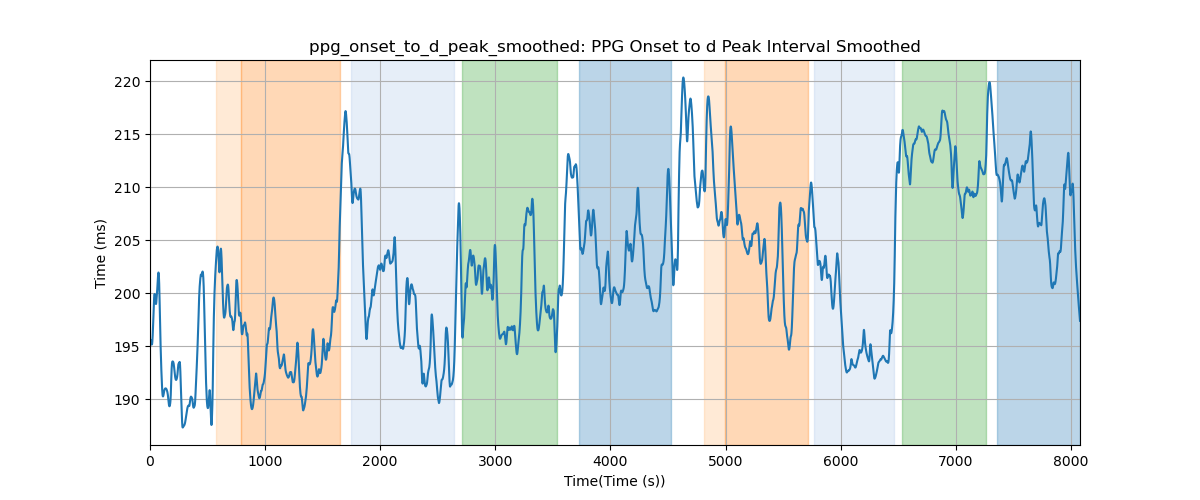 ppg_onset_to_d_peak_smoothed: PPG Onset to d Peak Interval Smoothed
220
215
210
205
200
195
190
Time (ms)
0 1000 2000 3000 4000 5000 6000 7000 8000
Time(Time (s))